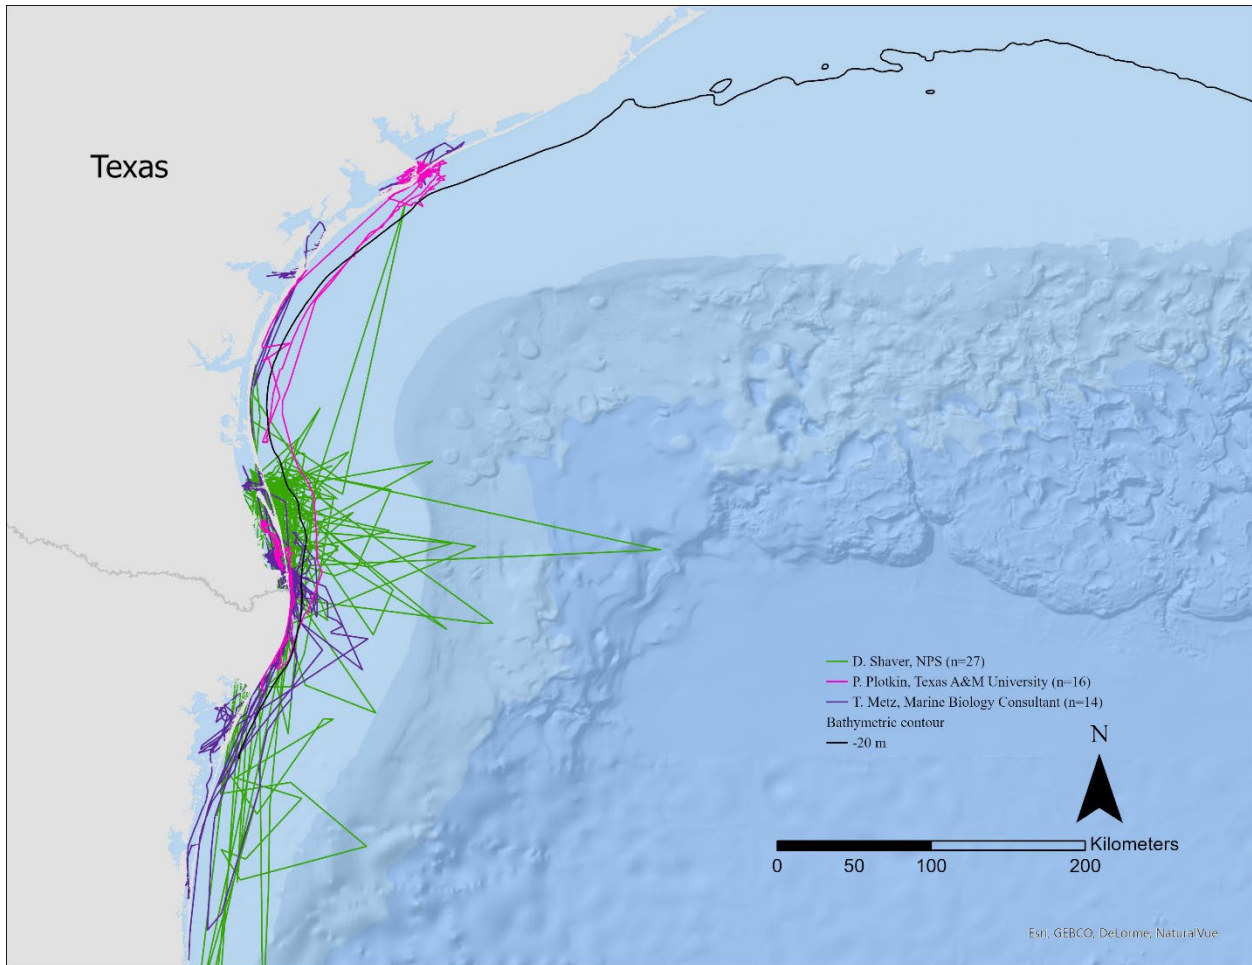 Texas
D. Shaver, NPS (n=27)
P. Plotkin, Texas A&M University (n=16)
T. Metz, Marine Biology Consultant (n=14)
Bathymetric contour
-20 m
N
Kilometers
0 50 100 200
Esri, GEBCO, DeLorme, NaturalVue